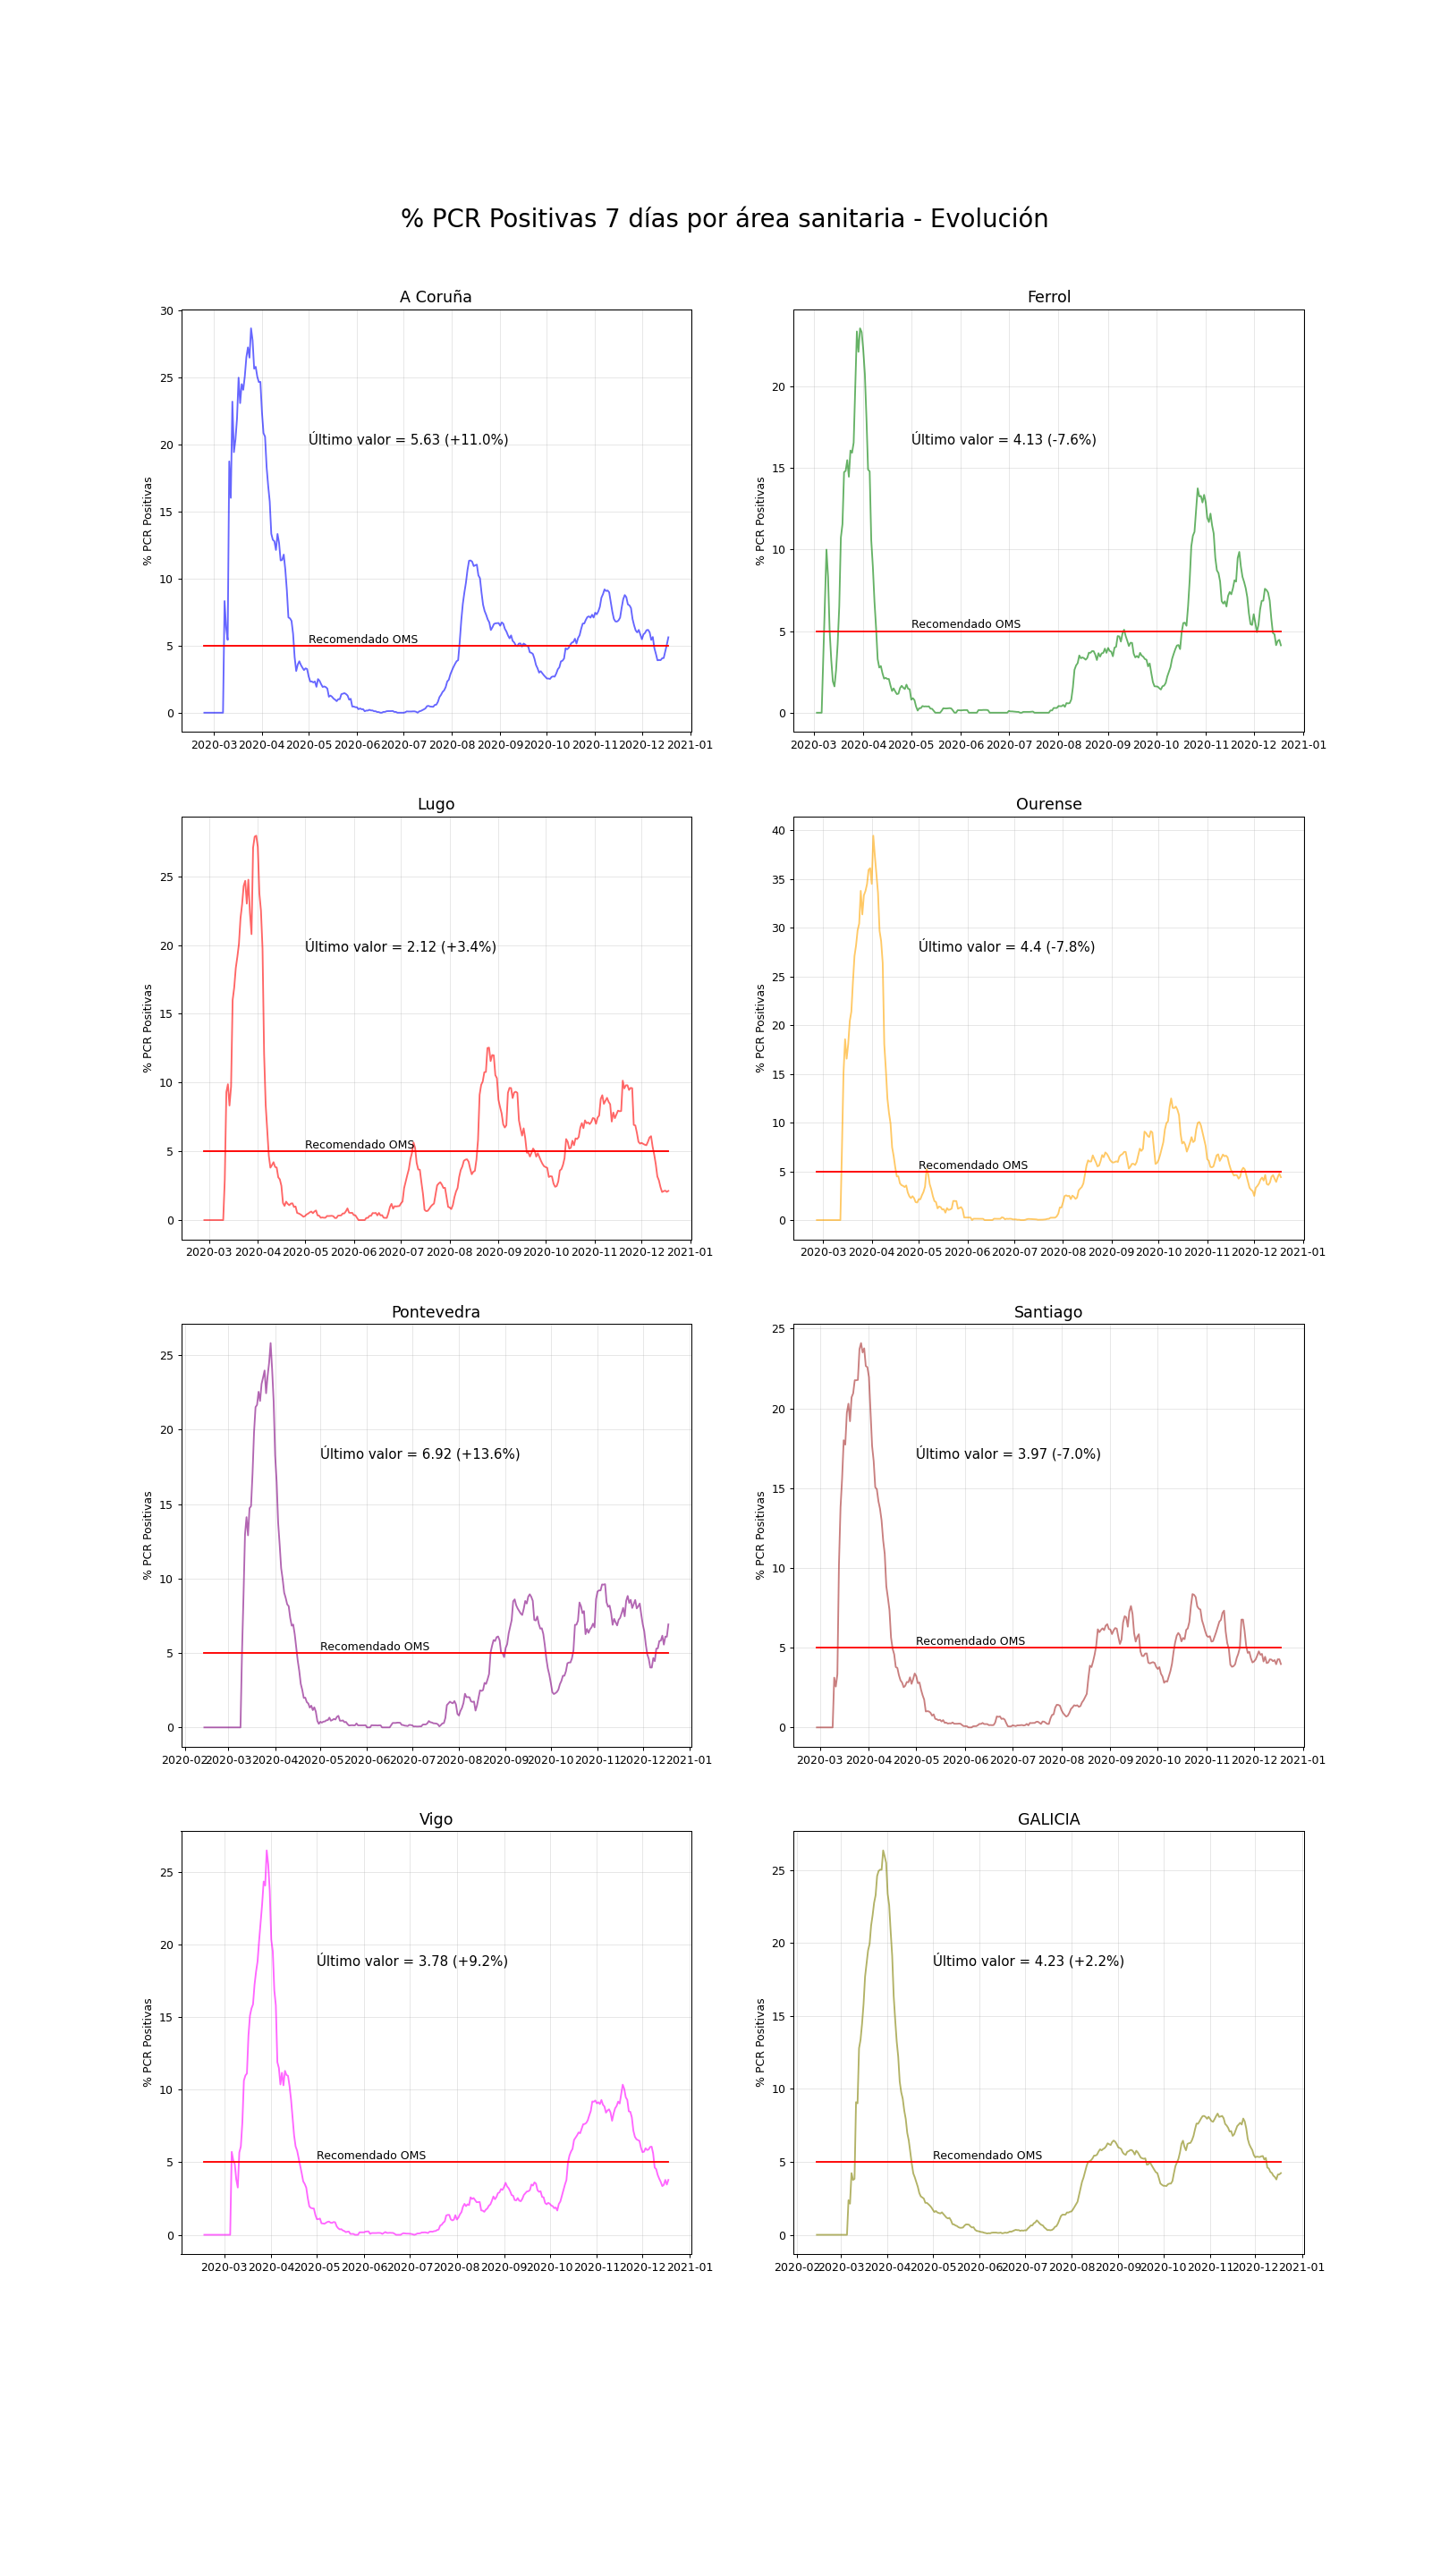 % PCR Positivas 7 días por área sanitaria - Evolución
A Coruña
30
25
20
15
10
5
0
% PCR Positivas
Último valor = 5.63 (+11.0%)
Recomendado OMS
2020-03 2020-04 2020-05 2020-06 2020-07 2020-08 2020-09 2020-10 2020-11 2020-12 2021-01
Ferrol
20
15
10
5
0
% PCR Positivas
Último valor = 4.13 (-7.6%)
Recomendado OMS
2020-03 2020-04 2020-05 2020-06 2020-07 2020-08 2020-09 2020-10 2020-11 2020-12 2021-01
Lugo
25
20
15
10
5
0
% PCR Positivas
Último valor = 2.12 (+3.4%)
Recomendado OMS
2020-03 2020-04 2020-05 2020-06 2020-07 2020-08 2020-09 2020-10 2020-11 2020-12 2021-01
Ourense
40
35
30
25
20
15
10
5
0
% PCR Positivas
Último valor = 4.4 (-7.8%)
Recomendado OMS
2020-03 2020-04 2020-05 2020-06 2020-07 2020-08 2020-09 2020-10 2020-11 2020-12 2021-01
Pontevedra
25
20
15
10
5
0
% PCR Positivas
Último valor = 6.92 (+13.6%)
Recomendado OMS
2020-02 2020-03 2020-04 2020-05 2020-06 2020-07 2020-08 2020-09 2020-10 2020-11 2020-12 2021-01
Santiago
25
20
15
10
5
0
% PCR Positivas
Último valor = 3.97 (-7.0%)
Recomendado OMS
2020-03 2020-04 2020-05 2020-06 2020-07 2020-08 2020-09 2020-10 2020-11 2020-12 2021-01
Vigo
25
20
15
10
5
0
% PCR Positivas
Último valor = 3.78 (+9.2%)
Recomendado OMS
2020-03 2020-04 2020-05 2020-06 2020-07 2020-08 2020-09 2020-10 2020-11 2020-12 2021-01
GALICIA
25
20
15
10
5
0
% PCR Positivas
Último valor = 4.23 (+2.2%)
Recomendado OMS
2020-02 2020-03 2020-04 2020-05 2020-06 2020-07 2020-08 2020-09 2020-10 2020-11 2020-12 2021-01